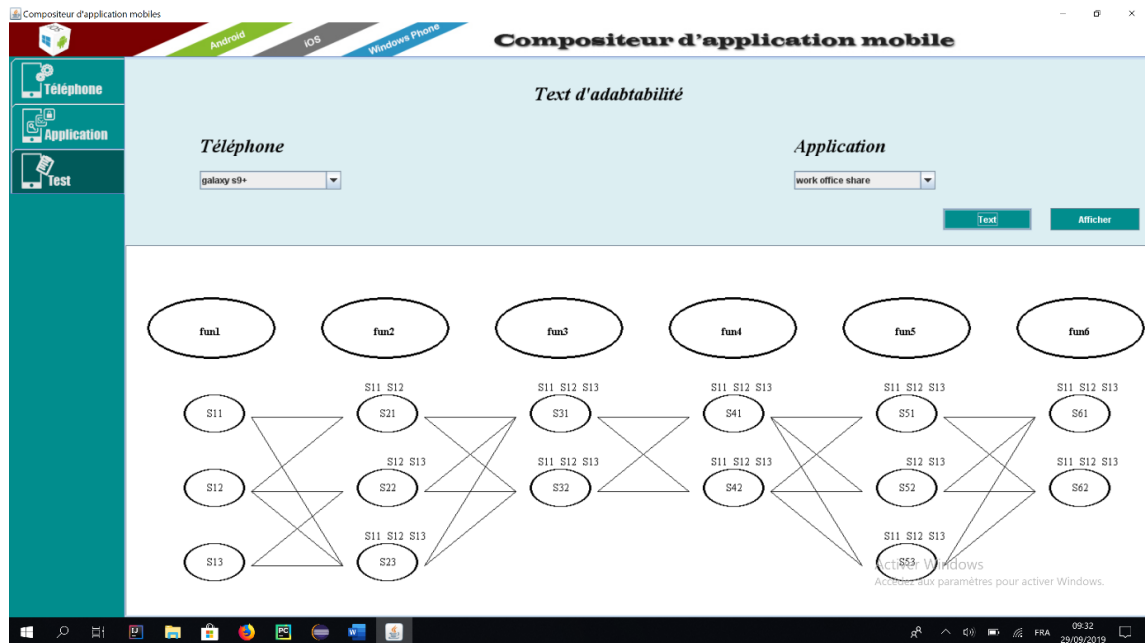 Compositeur d'application mobiles
Android
iOS
Windows Phone
Compositeur d'application mobile
Téléphone
Application
Test
Text d'adabtabilité
Téléphone
Application
galaxy s9+
work office share
Text
Afficher
fun1 fun2 fun3 fun4 fun5 fun6
S11 S12 S11 S12 S13 S11 S12 S13 S11 S12 S13 S11 S12 S13
S11 S21 S31 S41 S51 S61
S12 S13 S11 S12 S13 S11 S12 S13 S12 S13 S11 S12 S13
S12 S22 S32 S42 S52 S62
S11 S12 S13 S11 S12 S13
S13 S23 S53
Activer Windows
Accédez aux paramètres pour activer Windows.
FRA
09:32
29/09/2019